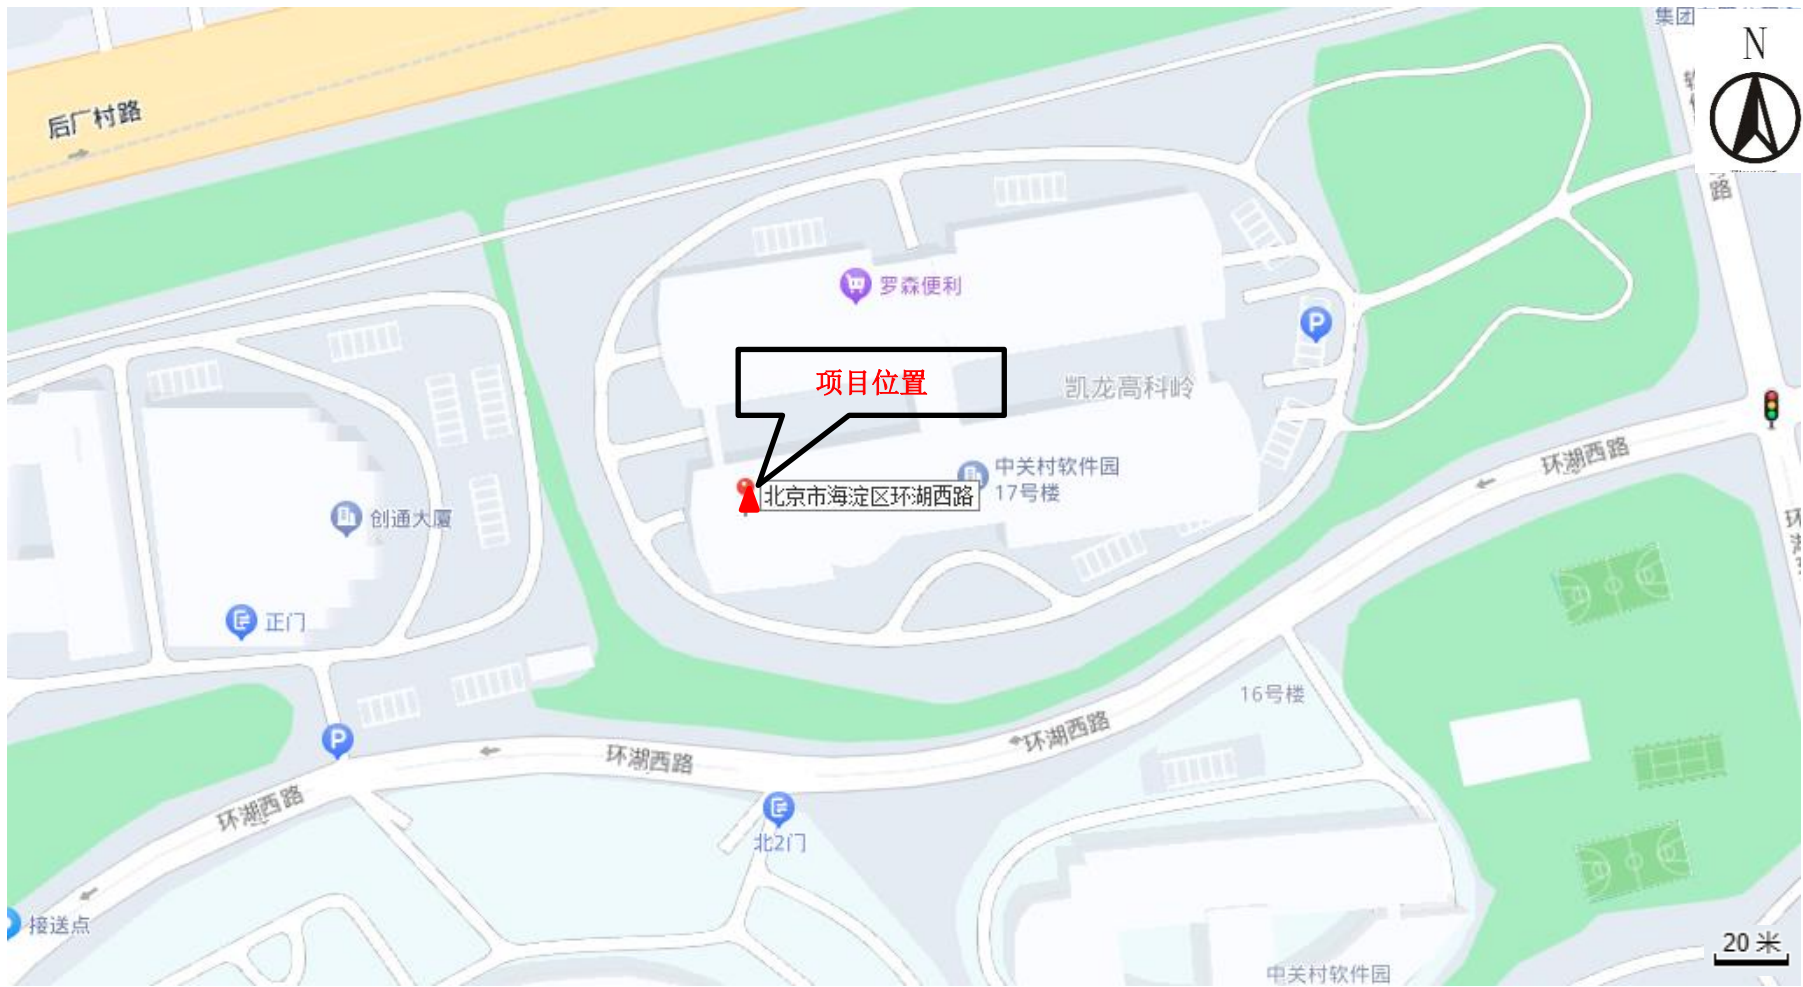 集团
N
后厂村路
路
罗森便利
P
项目位置
凯龙高科岭
中关村软件园
17号楼
北京市海淀区环湖西路
环湖西路
创通大厦
正门
16号楼
P
环湖西路
环湖西路
环湖西路
北2门
接送点
20 米
中关村软件园